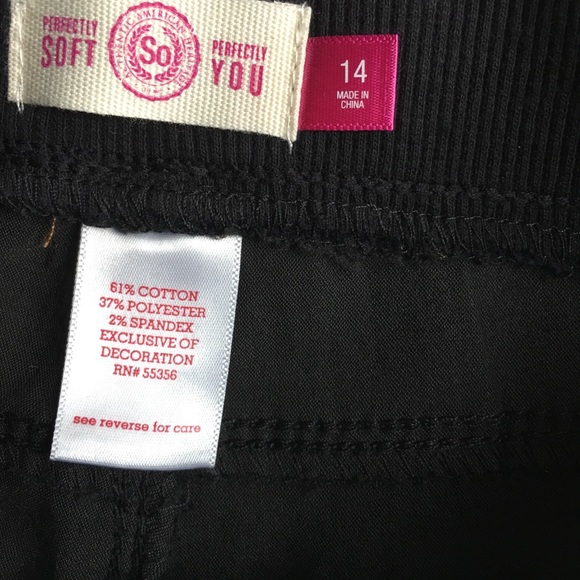 PERFECTLY
SOFT
So
PERFECTLY
YOU
14
MADE IN
CHINA
61% COTTON
37% POLYESTER
2% SPANDEX
EXCLUSIVE OF
DECORATION
RN# 55356
see reverse for care